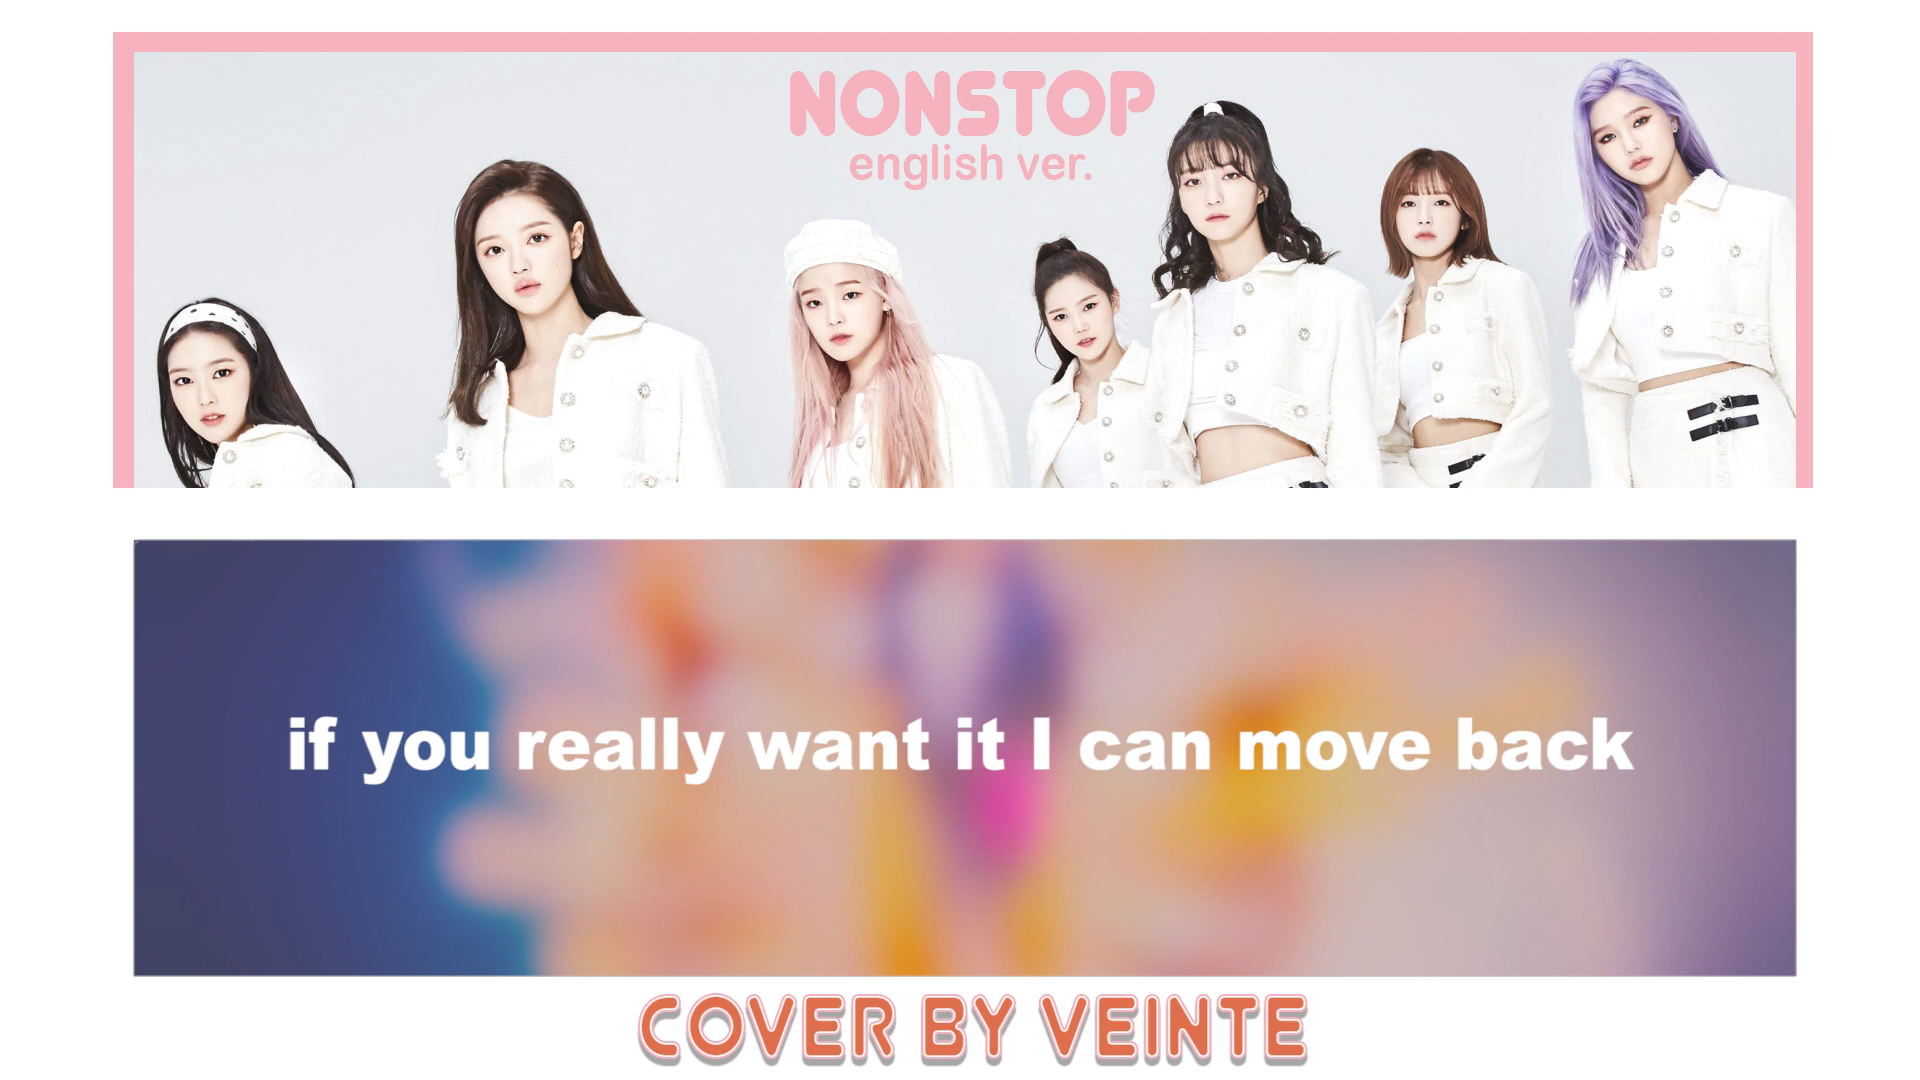 NONSTOP
english ver.
if you really want it I can move back
COVER BY VEINTE